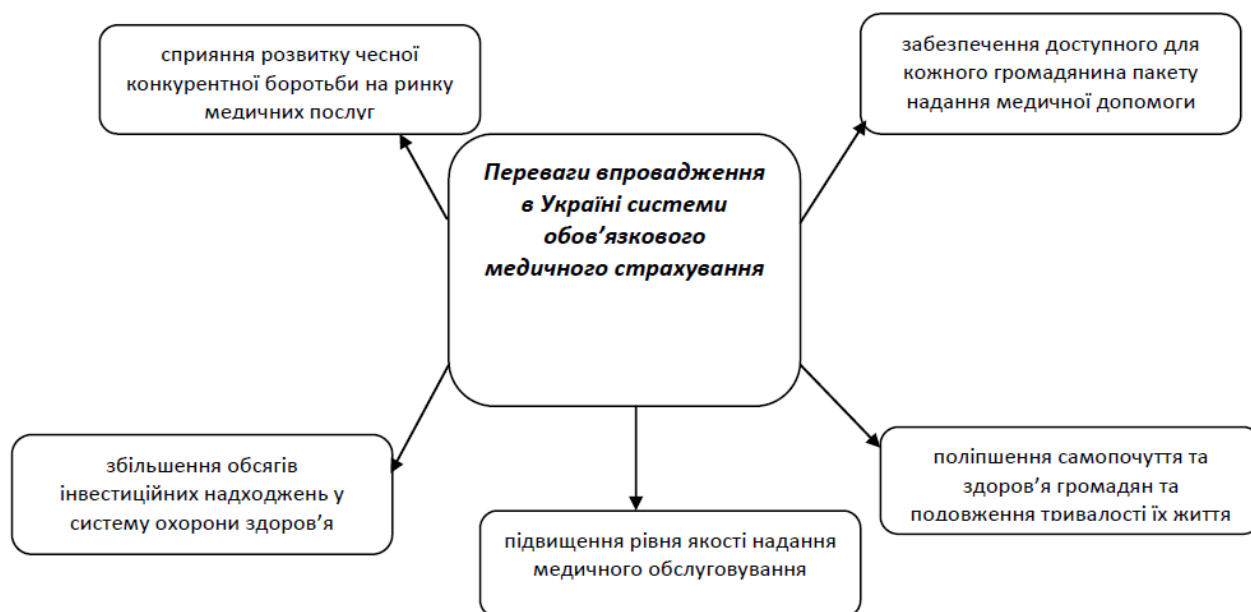 сприяння розвитку чесної
конкурентної боротьби на ринку
медичних послуг
забезпечення доступного для
кожного громадянина пакету
надання медичної допомоги
Переваги впровадження
в Україні системи
обов’язкового
медичного страхування
збільшення обсягів
інвестиційних надходжень у
систему охорони здоров’я
підвищення рівня якості надання
медичного обслуговування
поліпшення самопочуття та
здоров’я громадян та
подовження тривалості їх життя